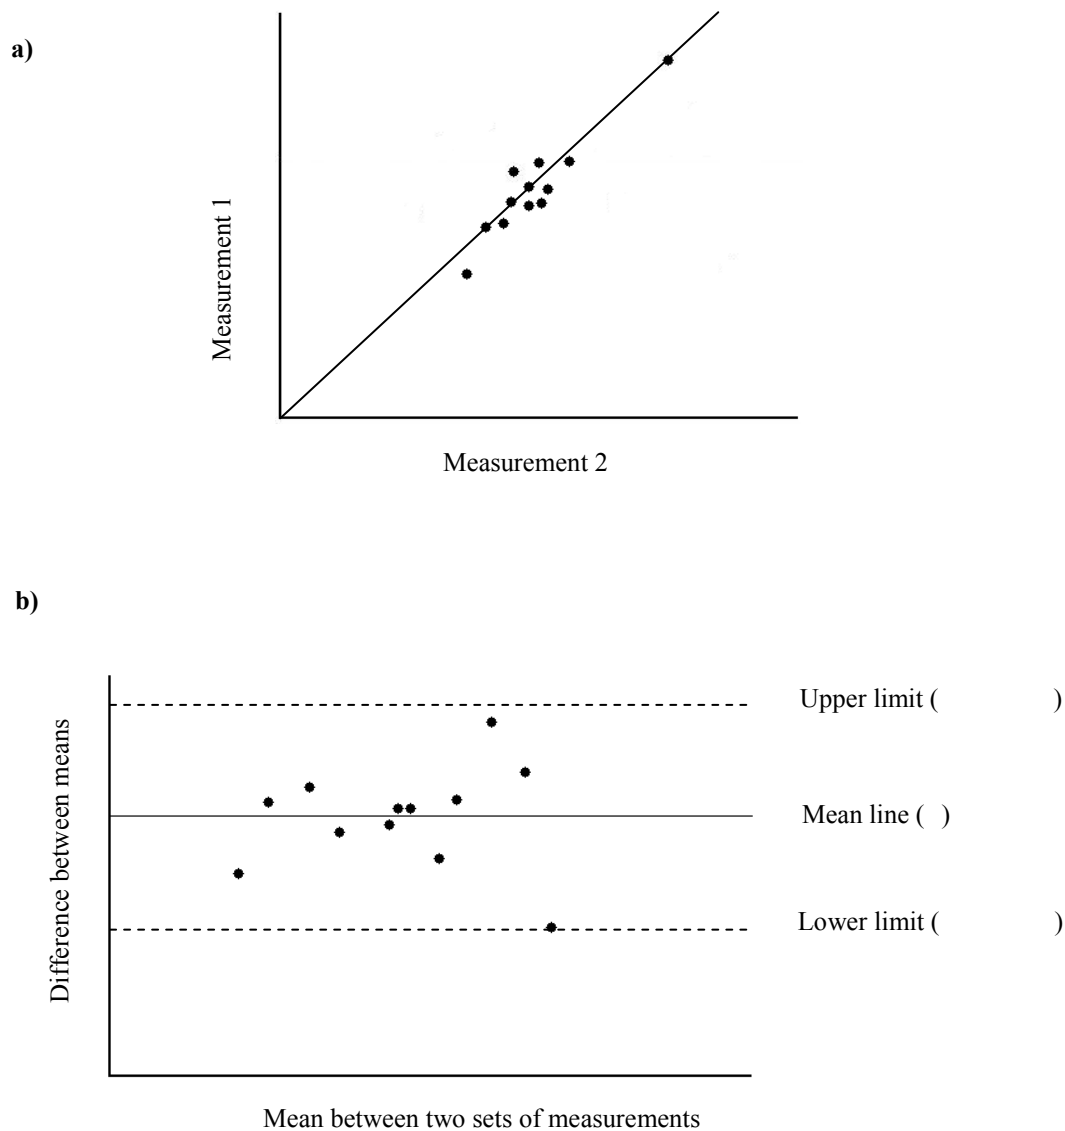 a)
Measurement 1
Measurement 2
b)
Difference between means
Upper limit ( )
Mean line ( )
Lower limit ( )
Mean between two sets of measurements